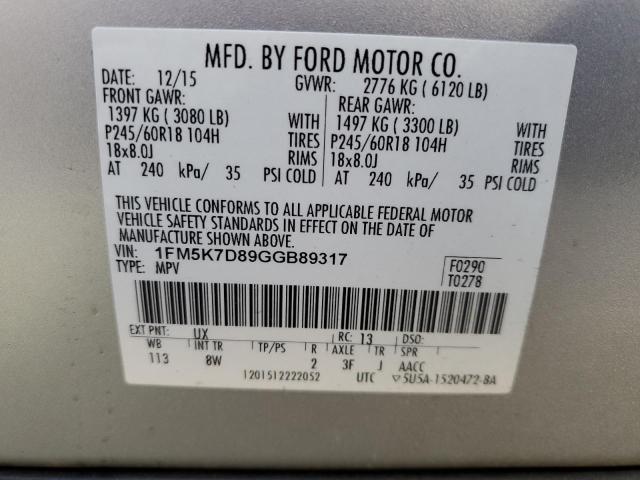 MFD. BY FORD MOTOR CO.
DATE: 12/15 GVWR: 2776 KG ( 6120 LB)
FRONT GAWR: REAR GAWR:
1397 KG ( 3080 LB) WITH 1497 KG ( 3300 LB) WITH
P245/60R18 104H TIRES P245/60R18 104H TIRES
18x8.0J RIMS 18x8.0J RIMS
AT 240 kPa/ 35 PSI COLD AT 240 kPa/ 35 PSI COLD
THIS VEHICLE CONFORMS TO ALL APPLICABLE FEDERAL MOTOR
VEHICLE SAFETY STANDARDS IN EFFECT ON THE DATE OF
MANUFACTURE SHOWN ABOVE.
VIN: 1FM5K7D89GGB89317 F0290
TYPE: MPV T0278
EXT PNT: UX RC: 13 DSO:
WB INT TR TP/PS R AXLE TR SPR
113 8W 2 3F J AACC
1201512222052 UTC ▽5U5A-1520472-BA